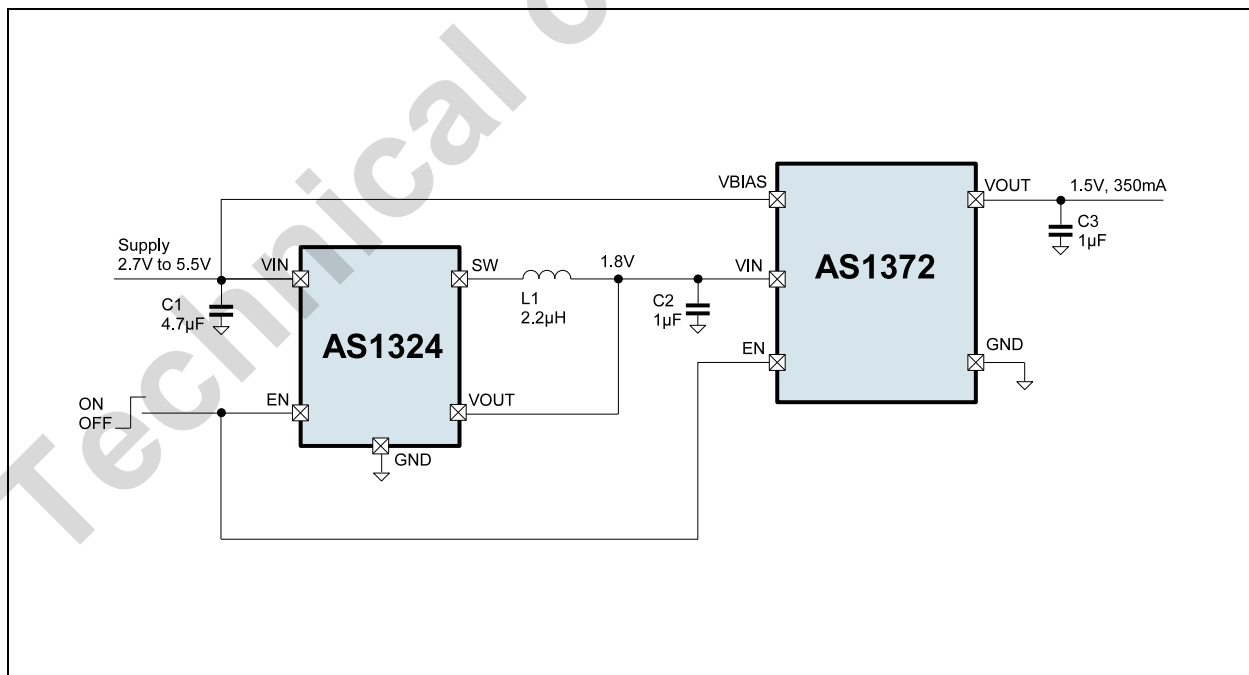 Technical
Supply
2.7V to 5.5V
VIN
C1
4.7µF
ON
OFF
EN
AS1324
SW
VOUT
GND
L1
2.2µH
1.8V
C2
1µF
VBIAS
VIN
EN
AS1372
VOUT
GND
1.5V, 350mA
C3
1µF